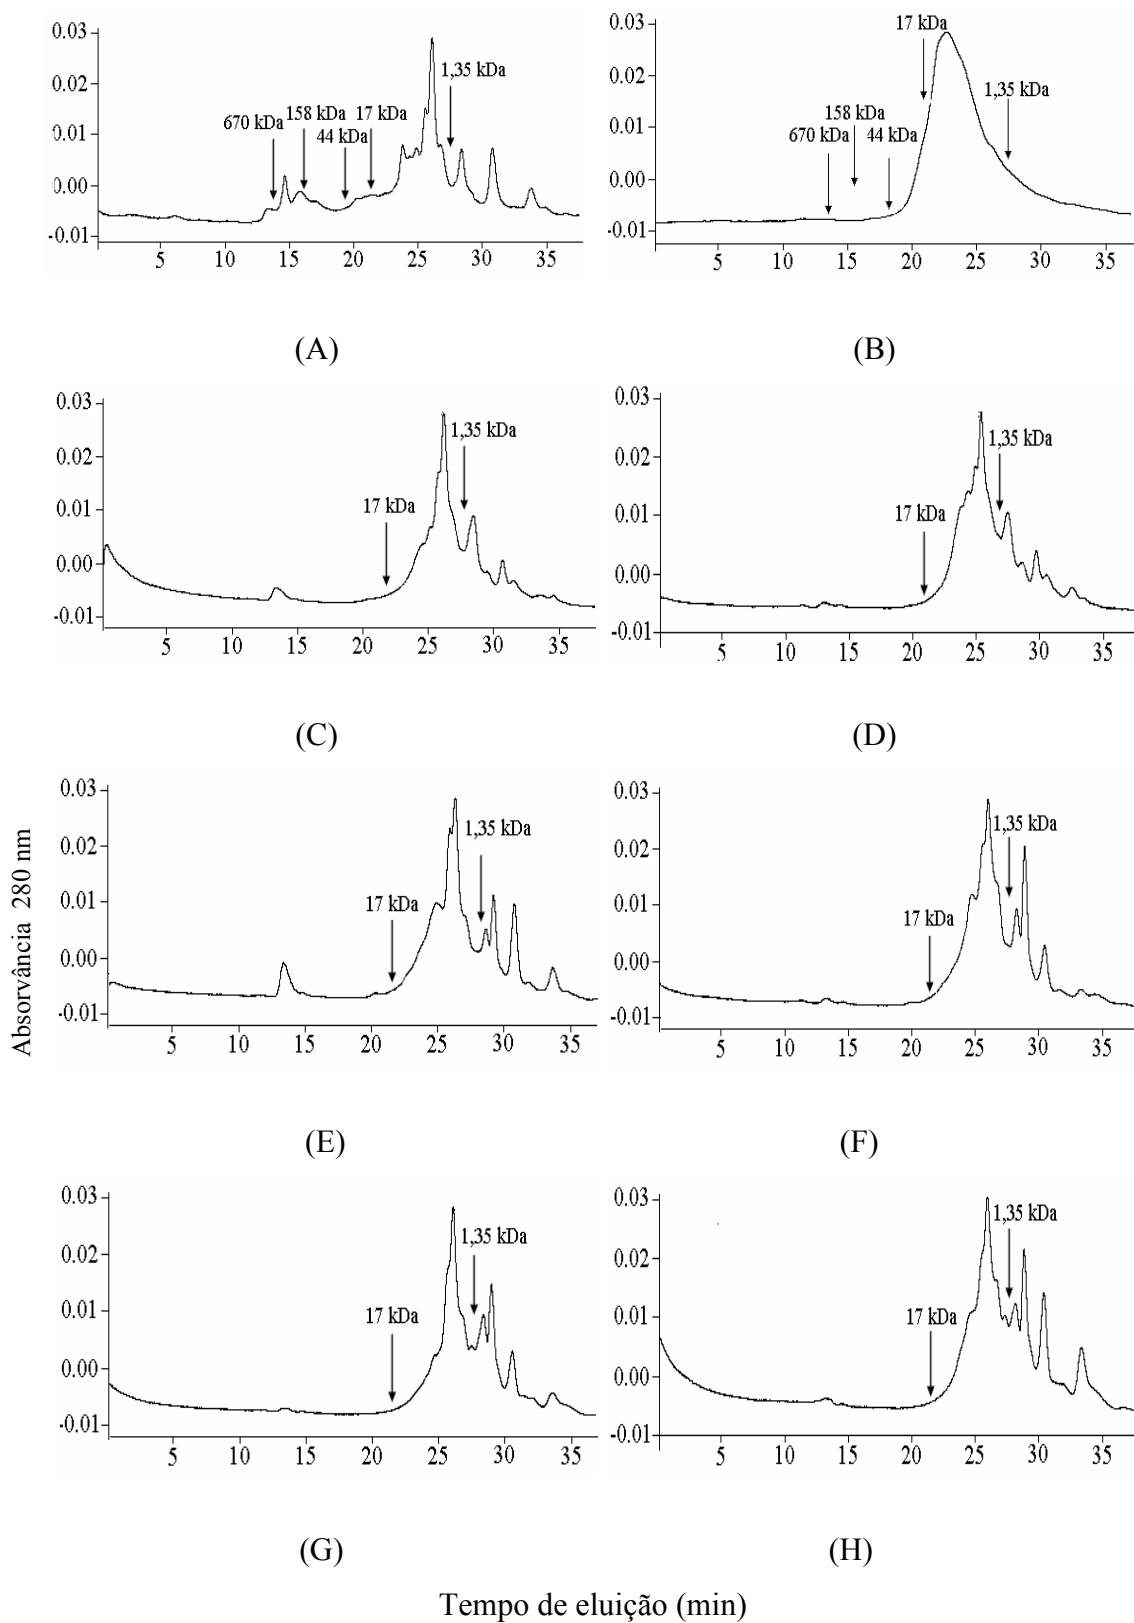 0.03
0.02
0.01
0.00
-0.01
670 kDa
158 kDa
44 kDa
17 kDa
1,35 kDa
5 10 15 20 25 30 35
(A)
0.03
0.02
0.01
0.00
-0.01
670 kDa
158 kDa
44 kDa
17 kDa
1,35 kDa
5 10 15 20 25 30 35
(B)
0.03
0.02
0.01
0.00
-0.01
17 kDa
1,35 kDa
5 10 15 20 25 30 35
(C)
0.03
0.02
0.01
0.00
-0.01
17 kDa
1,35 kDa
5 10 15 20 25 30 35
(D)
Absorvância 280 nm
0.03
0.02
0.01
0.00
-0.01
17 kDa
1,35 kDa
5 10 15 20 25 30 35
(E)
0.03
0.02
0.01
0.00
-0.01
17 kDa
1,35 kDa
5 10 15 20 25 30 35
(F)
0.03
0.02
0.01
0.00
-0.01
17 kDa
1,35 kDa
5 10 15 20 25 30 35
(G)
0.03
0.02
0.01
0.00
-0.01
17 kDa
1,35 kDa
5 10 15 20 25 30 35
(H)
Tempo de eluição (min)